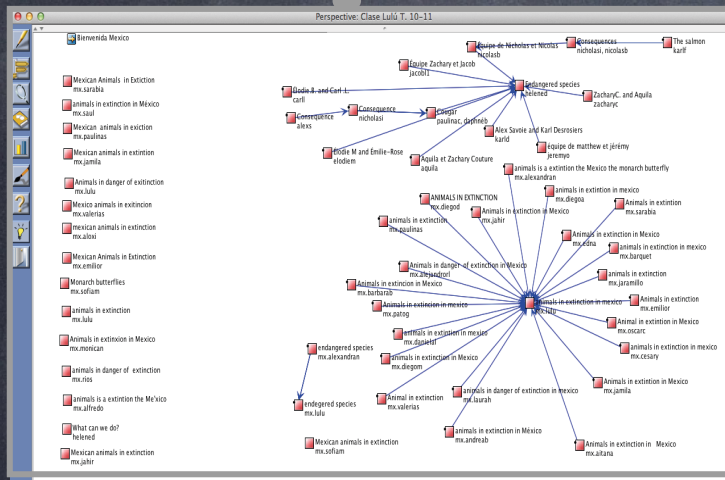 Perspective: Clase Lulú T. 10-11
Bienvenida Mexico
Mexican Animals in Extiction
mx.sarabia
animals in extinction in México
mx.saul
Mexican animals in exiction
mx.paulinas
Mexican animals in extintion
mx.jamila
Animals in danger of exitinction
mx.lulu
Mexico animals in exitincion
mx.valerias
mexican animals in extinction
mx.aloxi
Mexican Animals in Extinction
mx.emilior
Monarch butterflies
mx.sofiam
animals in extinction
mx.lulu
Animals in extinxion in Mexico
mx.monican
animals in danger of extinction
mx.rios
animals is a extintion the Me'xico
mx.alfredo
What can we do?
helened
Mexican animals in extinction
mx.jahir
Équipe de Nicholas et Nicolas
nicolasb
Consequences
nicholasi, nicolasb
The salmon
karlf
Équipe Zachary et Jacob
jacobl1
Élodie.B. and Carl .L.
carll
Endangered species
helened
ZacharyC. and Aquila
zacharyc
Consequence
alexs
Consequence
nicholasi
Cougar
paulinac, daphnéb
Alex Savoie and Karl Desrosiers
karld
Élodie M and Émilie-Rose
elodiem
Aquila et Zachary Couture
aquila
équipe de matthew et jérémy
jeremyo
animals is a extintion the Mexico the monarch butterfly
mx.alexandran
ANIMALS IN EXTINCTION
mx.diegod
animals in extintion in mexico
mx.diegoa
animals in extintion
mx.sarabia
Animals in extinction in Mexico
mx.jahir
animals in extinction
mx.paulinas
Animals in extinction in Mexico
mx.edna
animals in extinction in mexico
mx.barquet
Animals in danger of extinction in Mexico
mx.alejandrorl
animals in extinction
mx.jaramillo
Animals in extincion in Mexico
mx.barbarab
Animals in extincion in mexico
mx.patog
animals in extinction in mexico
mx.lulu
Animals in extinction
mx.emilior
Animal in extintion in Mexico
mx.oscarc
animals in extinction in mexico
mx.danielal
animals in extinction in mexico
mx.cesary
endangered species
mx.alexandran
animals in extinction in Mexico
mx.diegom
Animals in extintion in Mexico
mx.jamila
animals in danger of extinction in mexico
mx.laurah
Animal in extinction
mx.valerias
endegered species
mx.lulu
animals in extinction in México
mx.andreab
Mexican animals in extinction
mx.sofiam
Animals in extinction in Mexico
mx.aitana